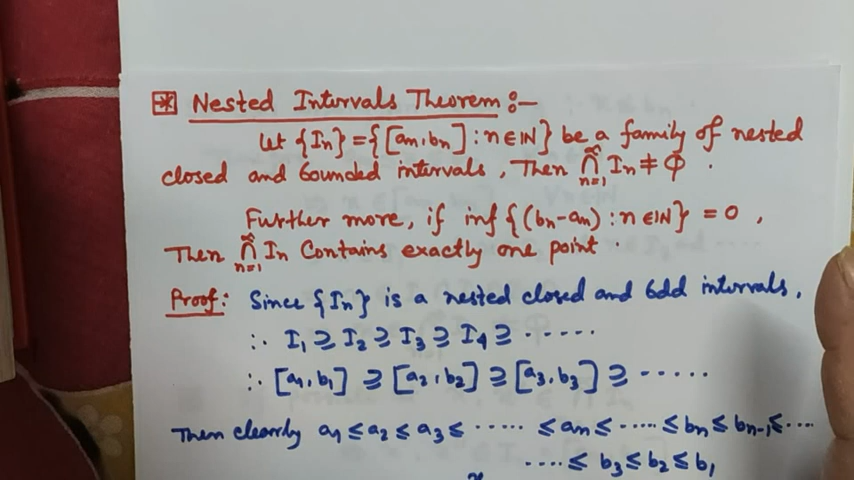 * Nested Intervals Theorem :-
Let {In} = {[an, bn] : n ∈ ℕ} be a family of nested
closed and bounded intervals, Then ∞∩n=1 In ≠ Φ .
Further more, if inf {(bn-an) : n ∈ ℕ} = 0 ,
Then ∞∩n=1 In Contains exactly one point .
Proof: Since {In} is a nested closed and bdd intervals,
∴ I1 ⊇ I2 ⊇ I3 ⊇ I4 ⊇ ......
∴ [a1, b1] ⊇ [a2, b2] ⊇ [a3, b3] ⊇ .....
Then clearly a1 ≤ a2 ≤ a3 ≤ ..... ≤ an ≤ ..... ≤ bn ≤ bn-1 ≤ ....
.... ≤ b3 ≤ b2 ≤ b1